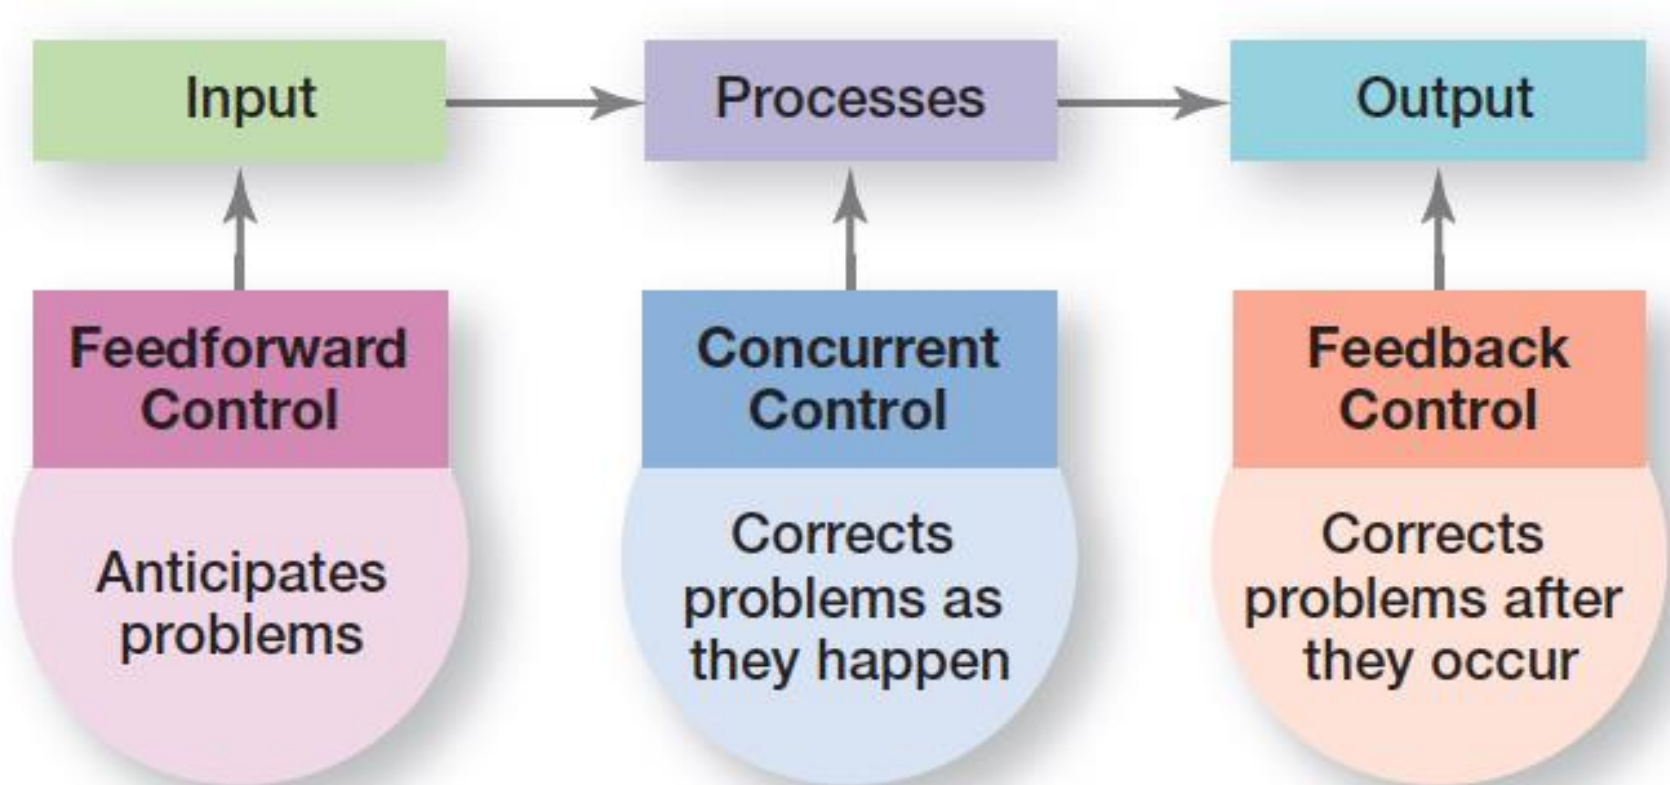 Input
Processes
Output
Feedforward
Control
Concurrent
Control
Feedback
Control
Anticipates
problems
Corrects
problems as
they happen
Corrects
problems after
they occur